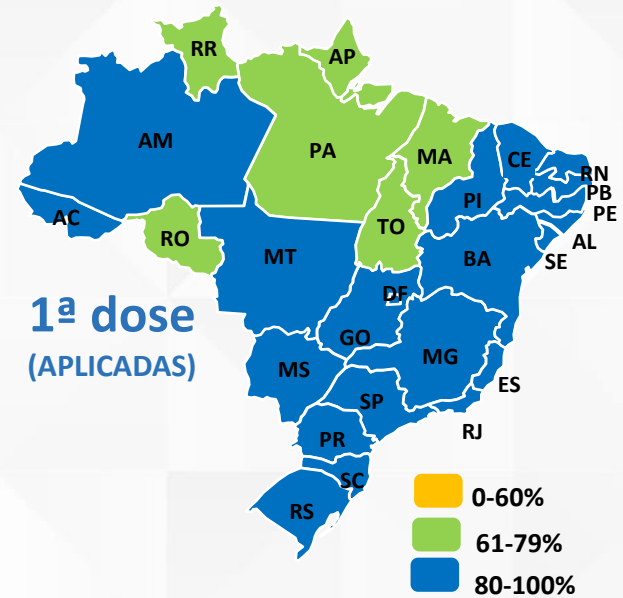 RR
AP
AM
PA
MA
CE
RN
PB
PI
PE
AC
TO
RO
AL
MT
BA
SE
DF
1ª dose
GO
(APLICADAS)
MG
MS
ES
SP
RJ
PR
SC
RS
0-60%
61-79%
80-100%